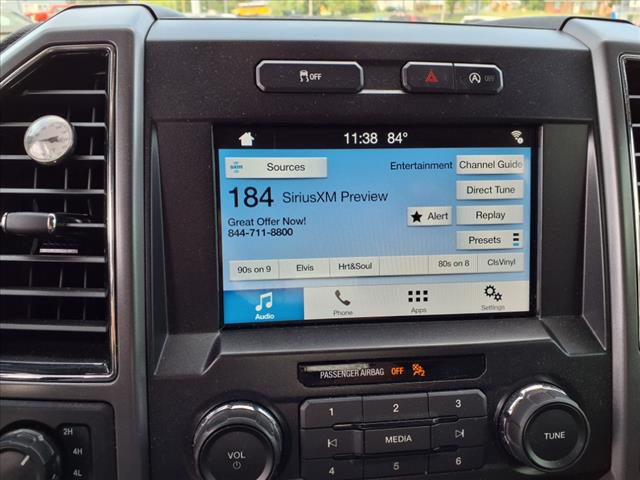 OFF
OFF
11:38 84°
SXM Sources
Entertainment Channel Guide
184 SiriusXM Preview
Direct Tune
Great Offer Now!
844-711-8800
Alert Replay
Presets
90s on 9 Elvis Hrt&Soul 80s on 8 ClsVinyl
Audio Phone Apps Settings
PASSENGER AIRBAG OFF 2
1 2 3
MEDIA
4 5 6
VOL
TUNE
2H
4H
4L